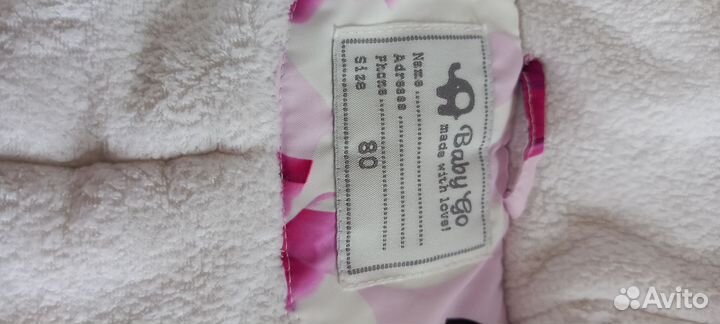 Baby Go
made with love!
Name..........
Adresse..........
Phone..........
Size 80
Avito